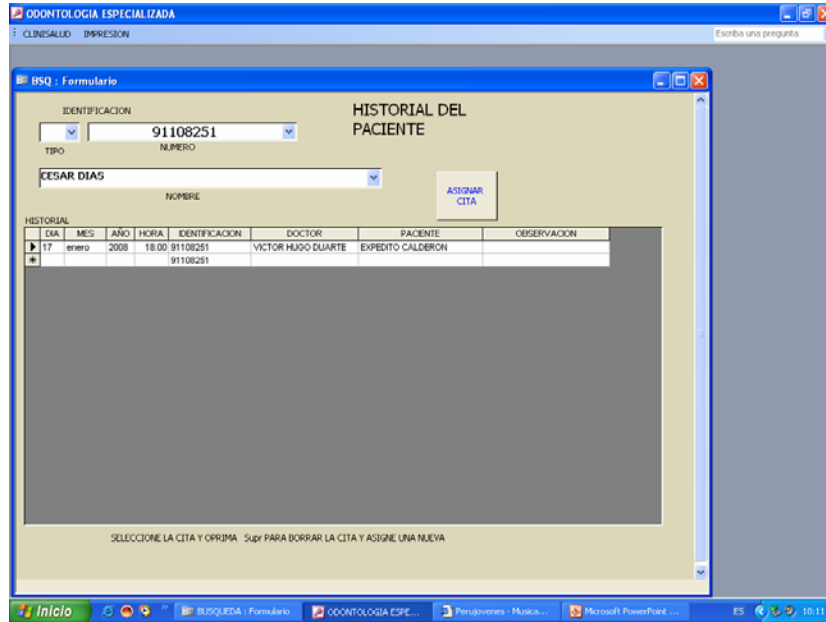 ODONTOLOGIA ESPECIALIZADA
CLINISALUD IMPRESION Escriba una pregunta
BSQ : Formulario
IDENTIFICACION
HISTORIAL DEL
PACIENTE
91108251
TIPO NUMERO
CESAR DIAS
NOMBRE
ASIGNAR
CITA
HISTORIAL
DIA MES AÑO HORA IDENTIFICACION DOCTOR PACIENTE OBSERVACION
17 enero 2008 18:00 91108251 VICTOR HUGO DUARTE EXPEDITO CALDERON
91108251
SELECCIONE LA CITA Y OPRIMA Supr PARA BORRAR LA CITA Y ASIGNE UNA NUEVA
Inicio BUSQUEDA : Formulario ODONTOLOGIA ESPE... Perujovenes - Musica... Microsoft PowerPoint ... ES 10:11